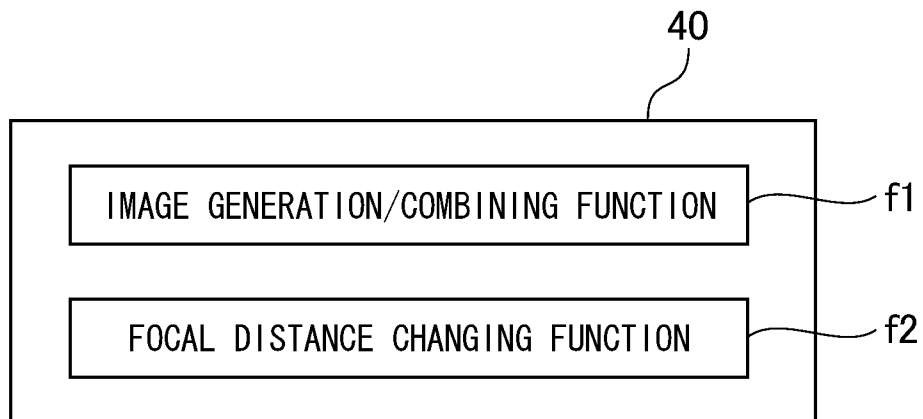 40
IMAGE GENERATION/COMBINING FUNCTION
f1
FOCAL DISTANCE CHANGING FUNCTION
f2